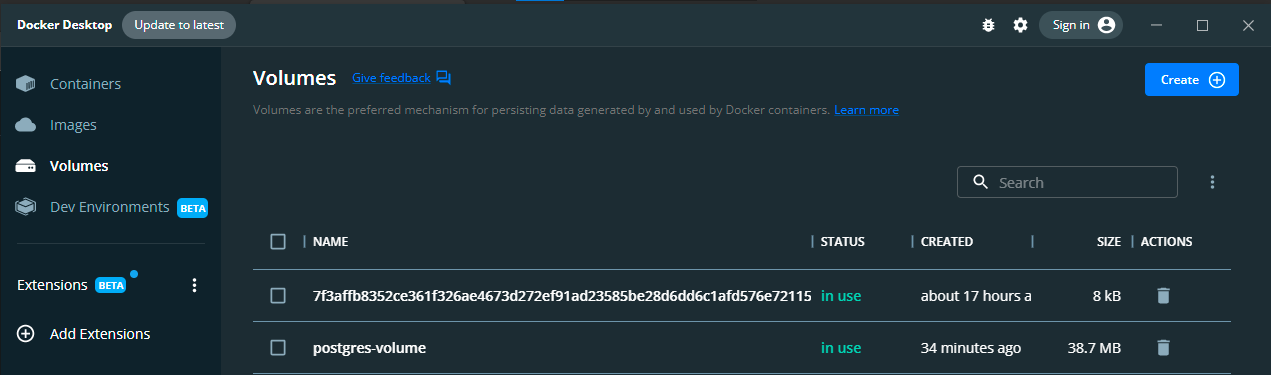 Docker Desktop Update to latest Sign in
Containers
Images
Volumes
Dev Environments BETA
Extensions BETA
Add Extensions
Volumes Give feedback Create
Volumes are the preferred mechanism for persisting data generated by and used by Docker containers. Learn more
Search
NAME STATUS CREATED SIZE ACTIONS
7f3affb8352ce361f326ae4673d272ef91ad23585be28d6dd6c1afd576e72115 in use about 17 hours a 8 kB
postgres-volume in use 34 minutes ago 38.7 MB